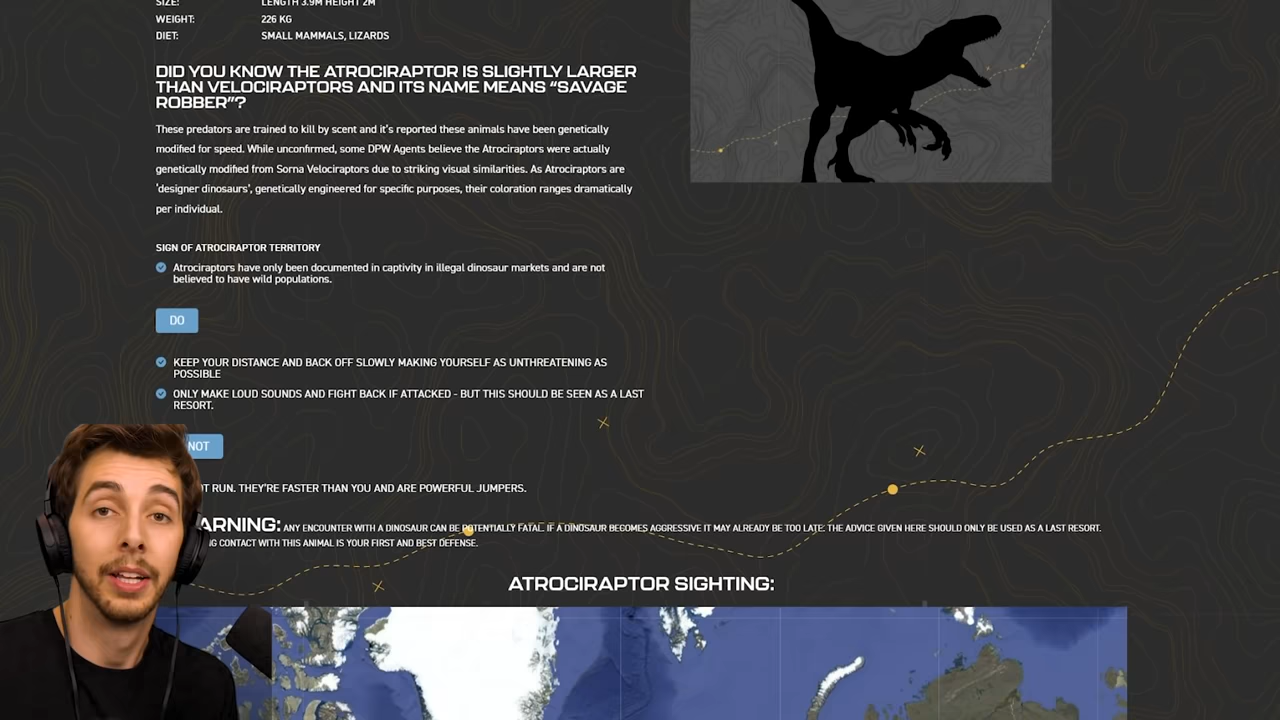 SIZE: LENGTH 3.9M HEIGHT 2M
WEIGHT: 226 KG
DIET: SMALL MAMMALS, LIZARDS
DID YOU KNOW THE ATROCIRAPTOR IS SLIGHTLY LARGER
THAN VELOCIRAPTORS AND ITS NAME MEANS “SAVAGE
ROBBER”?
These predators are trained to kill by scent and it’s reported these animals have been genetically
modified for speed. While unconfirmed, some DPW Agents believe the Atrociraptors were actually
genetically modified from Sorna Velociraptors due to striking visual similarities. As Atrociraptors are
‘designer dinosaurs’, genetically engineered for specific purposes, their coloration ranges dramatically
per individual.
SIGN OF ATROCIRAPTOR TERRITORY
Atrociraptors have only been documented in captivity in illegal dinosaur markets and are not
believed to have wild populations.
DO
KEEP YOUR DISTANCE AND BACK OFF SLOWLY MAKING YOURSELF AS UNTHREATENING AS
POSSIBLE
ONLY MAKE LOUD SOUNDS AND FIGHT BACK IF ATTACKED - BUT THIS SHOULD BE SEEN AS A LAST
RESORT.
NOT
OT RUN. THEY’RE FASTER THAN YOU AND ARE POWERFUL JUMPERS.
ARNING: ANY ENCOUNTER WITH A DINOSAUR CAN BE POTENTIALLY FATAL. IF A DINOSAUR BECOMES AGGRESSIVE IT MAY ALREADY BE TOO LATE. THE ADVICE GIVEN HERE SHOULD ONLY BE USED AS A LAST RESORT.
G CONTACT WITH THIS ANIMAL IS YOUR FIRST AND BEST DEFENSE.
ATROCIRAPTOR SIGHTING: